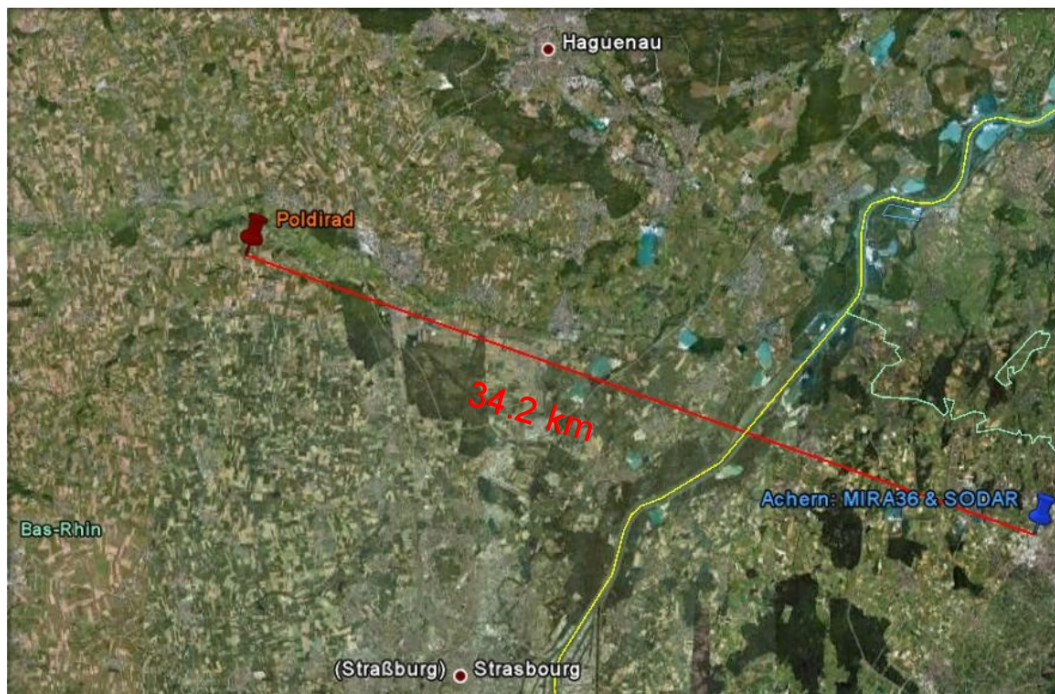 Haguenau
Poldirad
34.2 km
Achern: MIRA36 & SODAR
Bas-Rhin
(Straßburg) Strasbourg